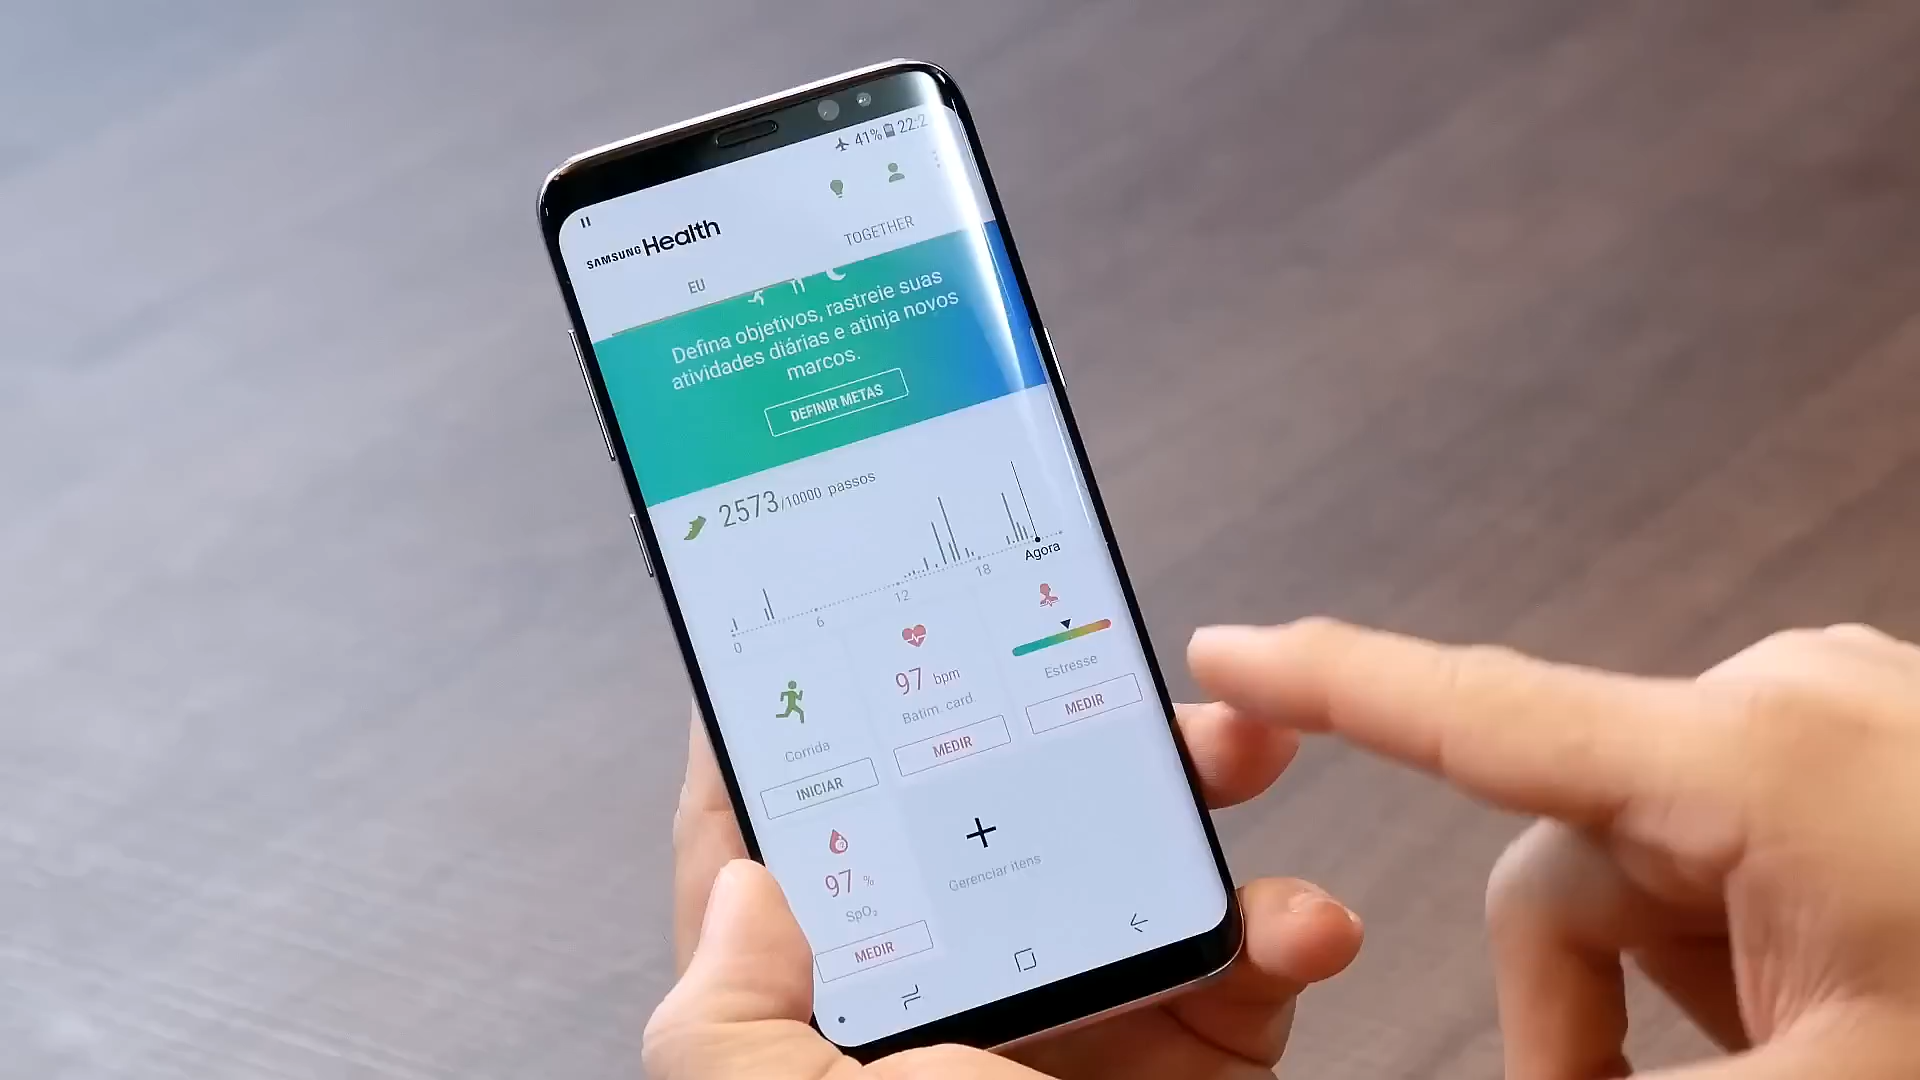 41% 22:2
SAMSUNG Health
EU
TOGETHER
Defina objetivos, rastreie suas
atividades diárias e atinja novos
marcos.
DEFINIR METAS
2573/10000 passos
0 6 12 18 Agora
Corrida
INICIAR
97 bpm
Batim. card.
MEDIR
Estresse
MEDIR
97 %
SpO₂
MEDIR
Gerenciar itens